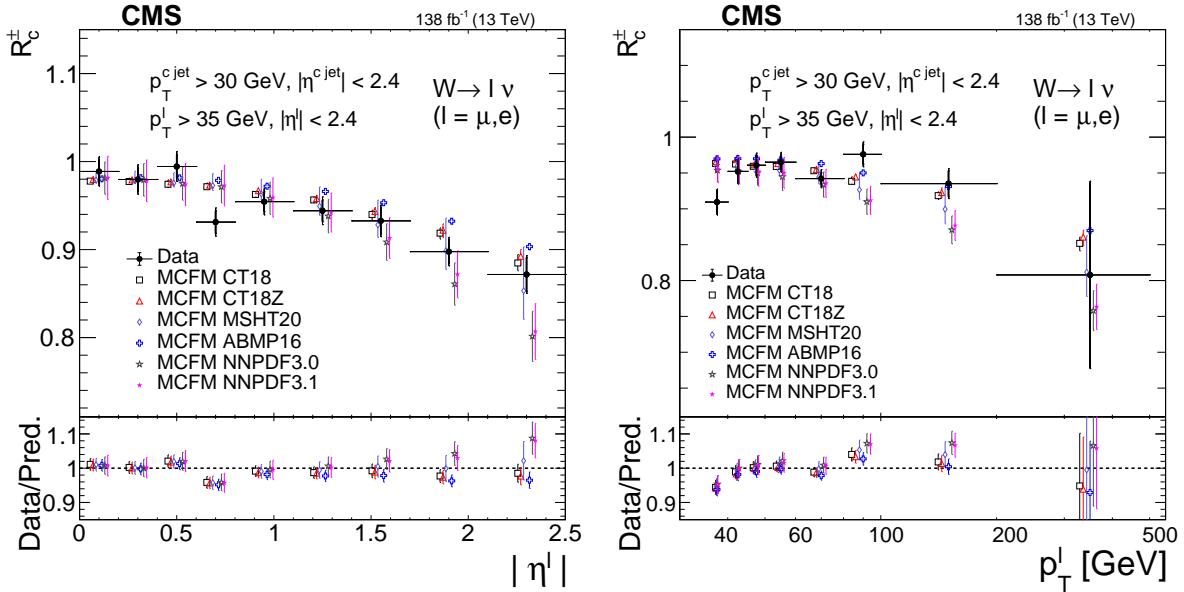 CMS
138 fb-1 (13 TeV)
R±c
pTc jet > 30 GeV, |ηc jet| < 2.4
pTl > 35 GeV, |ηl| < 2.4
W→ l ν
(l = μ,e)
1.1
1
0.9
0.8
Data
MCFM CT18
MCFM CT18Z
MCFM MSHT20
MCFM ABMP16
MCFM NNPDF3.0
MCFM NNPDF3.1
Data/Pred.
1.1
1
0.9
0 0.5 1 1.5 2 2.5
| ηl |
CMS
138 fb-1 (13 TeV)
R±c
pTc jet > 30 GeV, |ηc jet| < 2.4
pTl > 35 GeV, |ηl| < 2.4
W→ l ν
(l = μ,e)
1
0.8
Data
MCFM CT18
MCFM CT18Z
MCFM MSHT20
MCFM ABMP16
MCFM NNPDF3.0
MCFM NNPDF3.1
Data/Pred.
1.1
1
0.9
40 60 100 200 500
pTl [GeV]